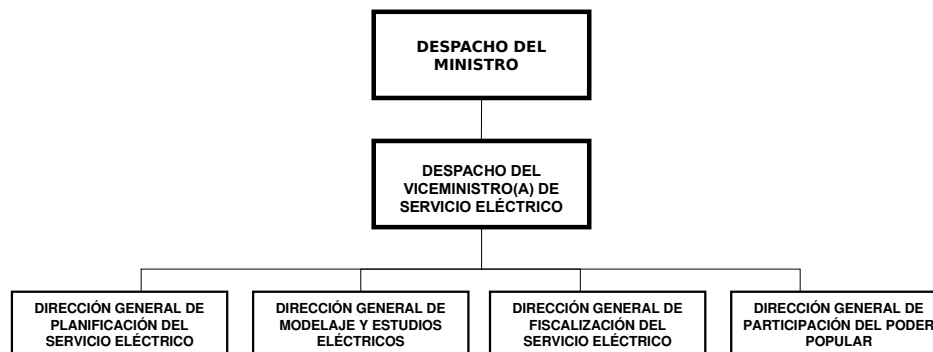 DESPACHO DEL
MINISTRO
DESPACHO DEL
VICEMINISTRO(A) DE
SERVICIO ELÉCTRICO
DIRECCIÓN GENERAL DE
PLANIFICACIÓN DEL
SERVICIO ELÉCTRICO
DIRECCIÓN GENERAL DE
MODELAJE Y ESTUDIOS
ELÉCTRICOS
DIRECCIÓN GENERAL DE
FISCALIZACIÓN DEL
SERVICIO ELÉCTRICO
DIRECCIÓN GENERAL DE
PARTICIPACIÓN DEL PODER
POPULAR